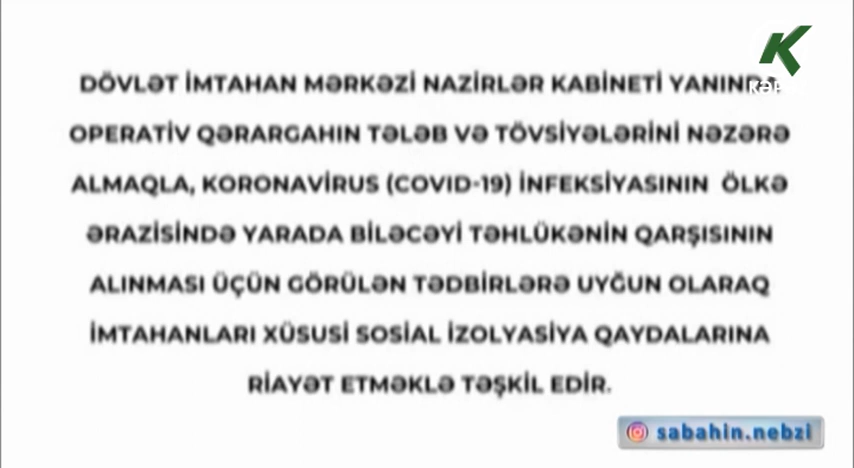 DÖVLƏT İMTAHAN MƏRKƏZİ NAZİRLƏR KABİNETİ YANINDA
OPERATİV QƏRARGAHIN TƏLƏB VƏ TÖVSİYƏLƏRİNİ NƏZƏRƏ
ALMAQLA, KORONAVİRUS (COVID-19) İNFEKSİYASININ ÖLKƏ
ƏRAZİSİNDƏ YARADA BİLƏCƏYİ TƏHLÜKƏNİN QARŞISININ
ALINMASI ÜÇÜN GÖRÜLƏN TƏDBİRLƏRƏ UYĞUN OLARAQ
İMTAHANLARI XÜSUSİ SOSİAL İZOLYASİYA QAYDALARINA
RİAYƏT ETMƏKLƏ TƏŞKİL EDİR.
sabahin.nebzi